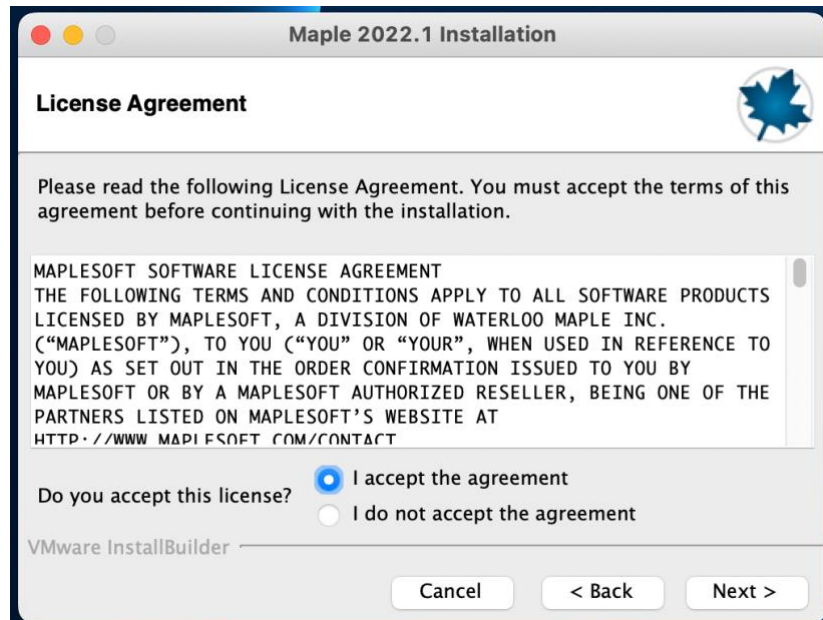 Maple 2022.1 Installation
License Agreement
Please read the following License Agreement. You must accept the terms of this
agreement before continuing with the installation.
MAPLESOFT SOFTWARE LICENSE AGREEMENT
THE FOLLOWING TERMS AND CONDITIONS APPLY TO ALL SOFTWARE PRODUCTS
LICENSED BY MAPLESOFT, A DIVISION OF WATERLOO MAPLE INC.
(“MAPLESOFT”), TO YOU (“YOU” OR “YOUR”, WHEN USED IN REFERENCE TO
YOU) AS SET OUT IN THE ORDER CONFIRMATION ISSUED TO YOU BY
MAPLESOFT OR BY A MAPLESOFT AUTHORIZED RESELLER, BEING ONE OF THE
PARTNERS LISTED ON MAPLESOFT’S WEBSITE AT
HTTP://WWW.MAPLESOFT.COM/CONTACT
Do you accept this license?
I accept the agreement
I do not accept the agreement
VMware InstallBuilder
Cancel
< Back
Next >